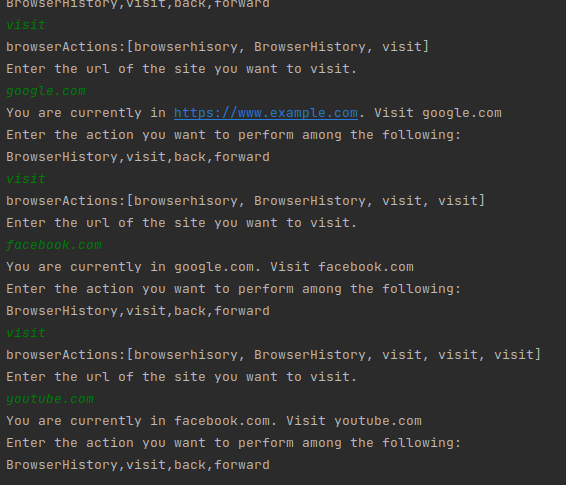 BrowserHistory,visit,back,forward
visit
browserActions:[browserhisory, BrowserHistory, visit]
Enter the url of the site you want to visit.
google.com
You are currently in https://www.example.com. Visit google.com
Enter the action you want to perform among the following:
BrowserHistory,visit,back,forward
visit
browserActions:[browserhisory, BrowserHistory, visit, visit]
Enter the url of the site you want to visit.
facebook.com
You are currently in google.com. Visit facebook.com
Enter the action you want to perform among the following:
BrowserHistory,visit,back,forward
visit
browserActions:[browserhisory, BrowserHistory, visit, visit, visit]
Enter the url of the site you want to visit.
youtube.com
You are currently in facebook.com. Visit youtube.com
Enter the action you want to perform among the following:
BrowserHistory,visit,back,forward